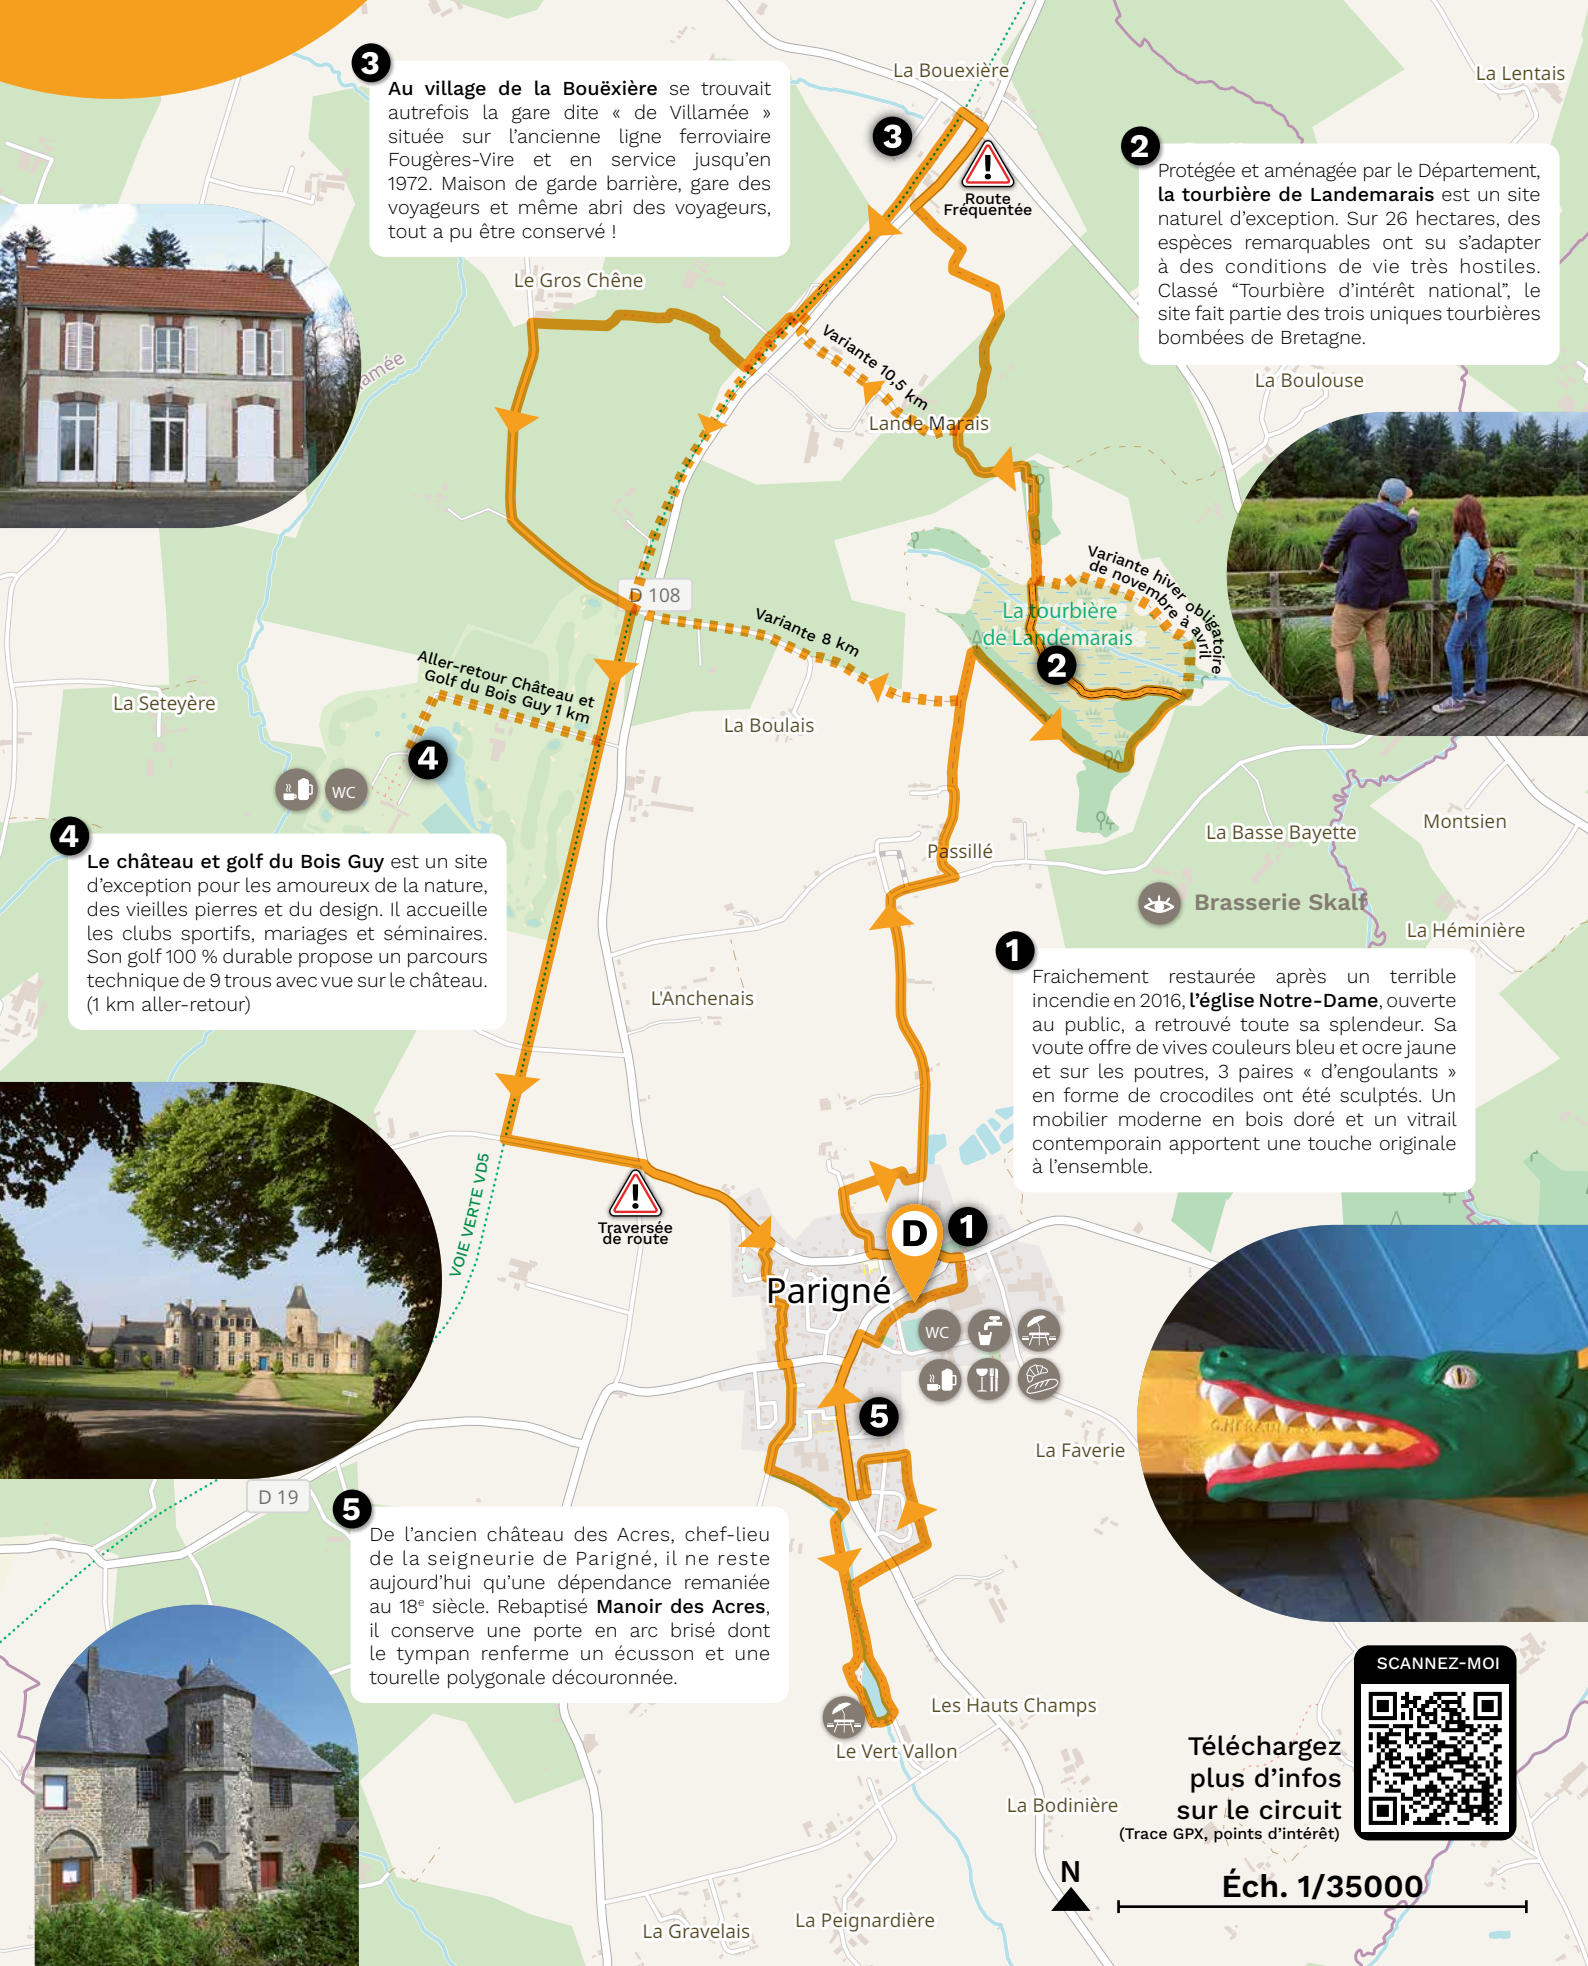 3
Au village de la Bouëxière se trouvait
autrefois la gare dite « de Villamée »
située sur l'ancienne ligne ferroviaire
Fougères-Vire et en service jusqu'en
1972. Maison de garde barrière, gare des
voyageurs et même abri des voyageurs,
tout a pu être conservé !
La Bouexière
La Lentais
3
Route
Fréquentée
2
Protégée et aménagée par le Département,
la tourbière de Landemarais est un site
naturel d'exception. Sur 26 hectares, des
espèces remarquables ont su s'adapter
à des conditions de vie très hostiles.
Classé “Tourbière d'intérêt national”, le
site fait partie des trois uniques tourbières
bombées de Bretagne.
Le Gros Chêne
amée
Variante 10,5 km
La Boulouse
Lande Marais
Variante hiver obligatoire
de novembre à avril
D 108
La tourbière
de Landemarais
2
Variante 8 km
Aller-retour Château et
Golf du Bois Guy 1 km
La Seteyère
La Boulais
4
WC
Montsien
La Basse Bayette
Passillé
4
Le château et golf du Bois Guy est un site
d'exception pour les amoureux de la nature,
des vieilles pierres et du design. Il accueille
les clubs sportifs, mariages et séminaires.
Son golf 100 % durable propose un parcours
technique de 9 trous avec vue sur le château.
(1 km aller-retour)
Brasserie Skalf
La Héminière
L'Anchenais
1
Fraichement restaurée après un terrible
incendie en 2016, l'église Notre-Dame, ouverte
au public, a retrouvé toute sa splendeur. Sa
voute offre de vives couleurs bleu et ocre jaune
et sur les poutres, 3 paires « d'engoulants »
en forme de crocodiles ont été sculptés. Un
mobilier moderne en bois doré et un vitrail
contemporain apportent une touche originale
à l'ensemble.
VOIE VERTE VD5
Traversée
de route
D
1
Parigné
WC
5
La Faverie
D 19
5
De l'ancien château des Acres, chef-lieu
de la seigneurie de Parigné, il ne reste
aujourd'hui qu'une dépendance remaniée
au 18e siècle. Rebaptisé Manoir des Acres,
il conserve une porte en arc brisé dont
le tympan renferme un écusson et une
tourelle polygonale découronnée.
Les Hauts Champs
Le Vert Vallon
La Bodinière
SCANNEZ-MOI
Téléchargez
plus d'infos
sur le circuit
(Trace GPX, points d'intérêt)
N
Éch. 1/35000
La Peignardière
La Gravelais